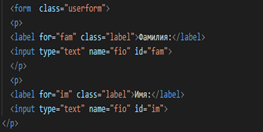 <form  class="userform">
<p>
<label for="fam" class="label">Фамилия:</label>
<input type="text" name="fio" id="fam">
</p>
<p>
<label for="im" class="label">Имя:</label>
<input type="text" name="fio" id="im">
</p>